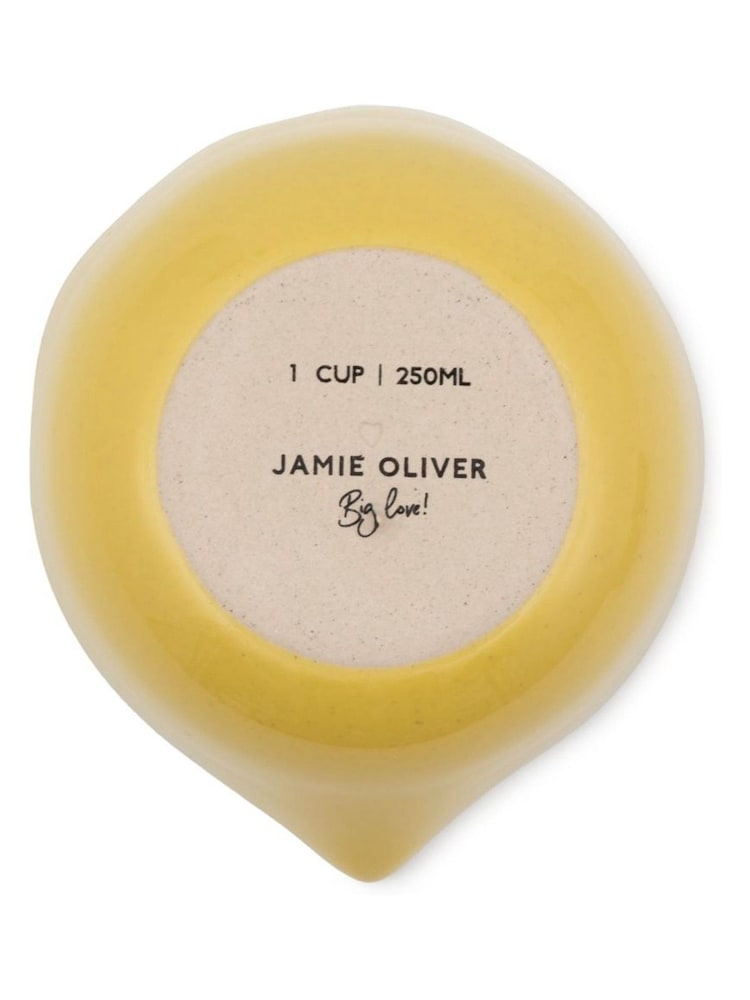 1 CUP | 250ML
JAMIE OLIVER
Big love!